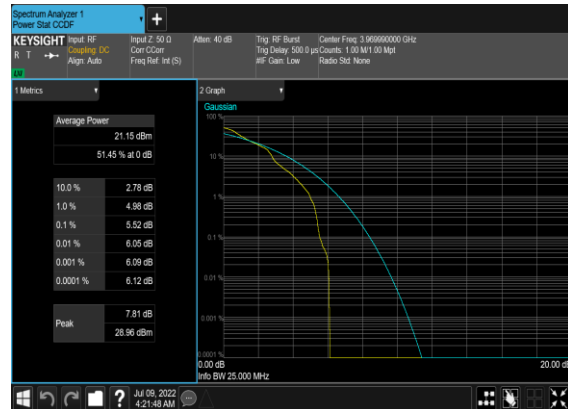 Spectrum Analyzer 1
Power Stat CCDF
KEYSIGHT
R T
LXI
Input: RF
Coupling: DC
Align: Auto
Input Z: 50 Ω
Corr CCorr
Freq Ref: Int (S)
Atten: 40 dB
Trig: RF Burst
Trig Delay: 500.0 µs
#IF Gain: Low
Center Freq: 3.969990000 GHz
Counts: 1.00 M/1.00 Mpt
Radio Std: None
1 Metrics
Average Power
21.15 dBm
51.45 % at 0 dB
10.0 % 2.78 dB
1.0 % 4.98 dB
0.1 % 5.52 dB
0.01 % 6.05 dB
0.001 % 6.09 dB
0.0001 % 6.12 dB
Peak
7.81 dB
28.96 dBm
2 Graph
Gaussian
100 %
10 %
1 %
0.1 %
0.01 %
0.001 %
0.0001 %
0.00 dB
20.00 dB
Info BW 25.000 MHz
?
Jul 09, 2022
4:21:48 AM